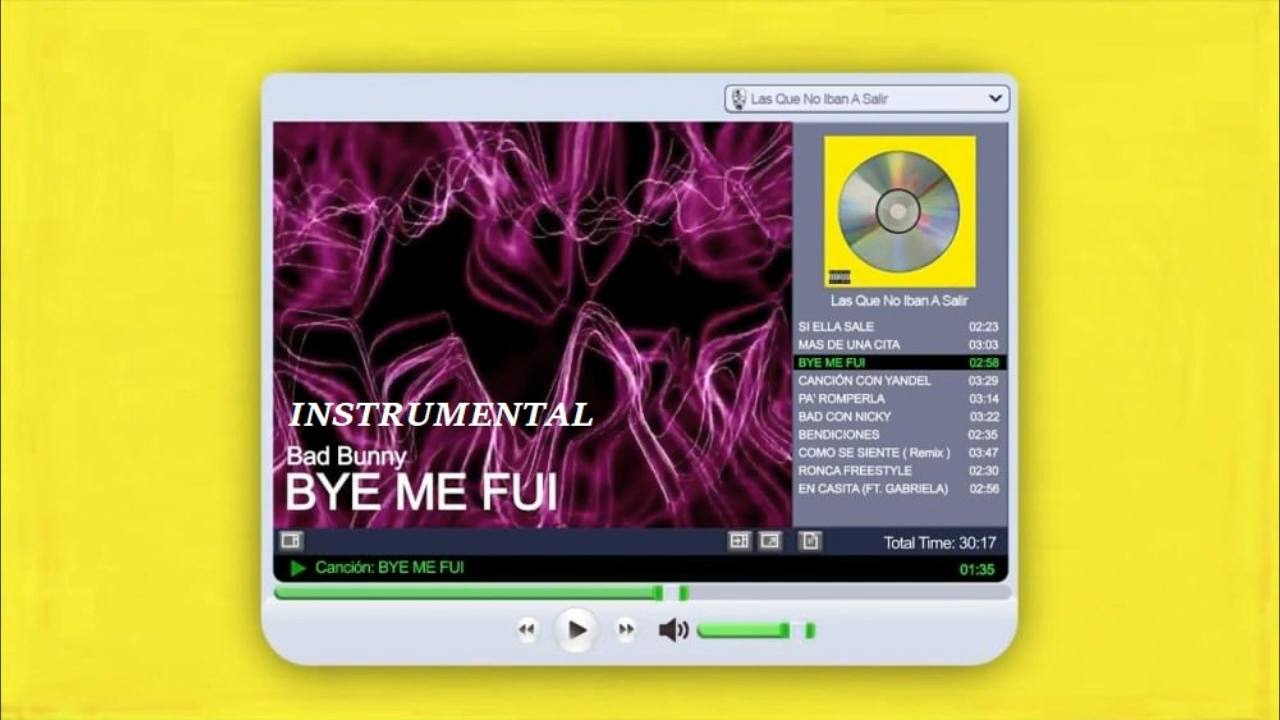 Las Que No Iban A Salir
INSTRUMENTAL
Bad Bunny
BYE ME FUI
Las Que No Iban A Salir
SI ELLA SALE 02:23
MAS DE UNA CITA 03:03
BYE ME FUI 02:58
CANCIÓN CON YANDEL 03:29
PA' ROMPERLA 03:14
BAD CON NICKY 03:22
BENDICIONES 02:35
COMO SE SIENTE ( Remix ) 03:47
RONCA FREESTYLE 02:30
EN CASITA (FT. GABRIELA) 02:56
Total Time: 30:17
Canción: BYE ME FUI 01:35